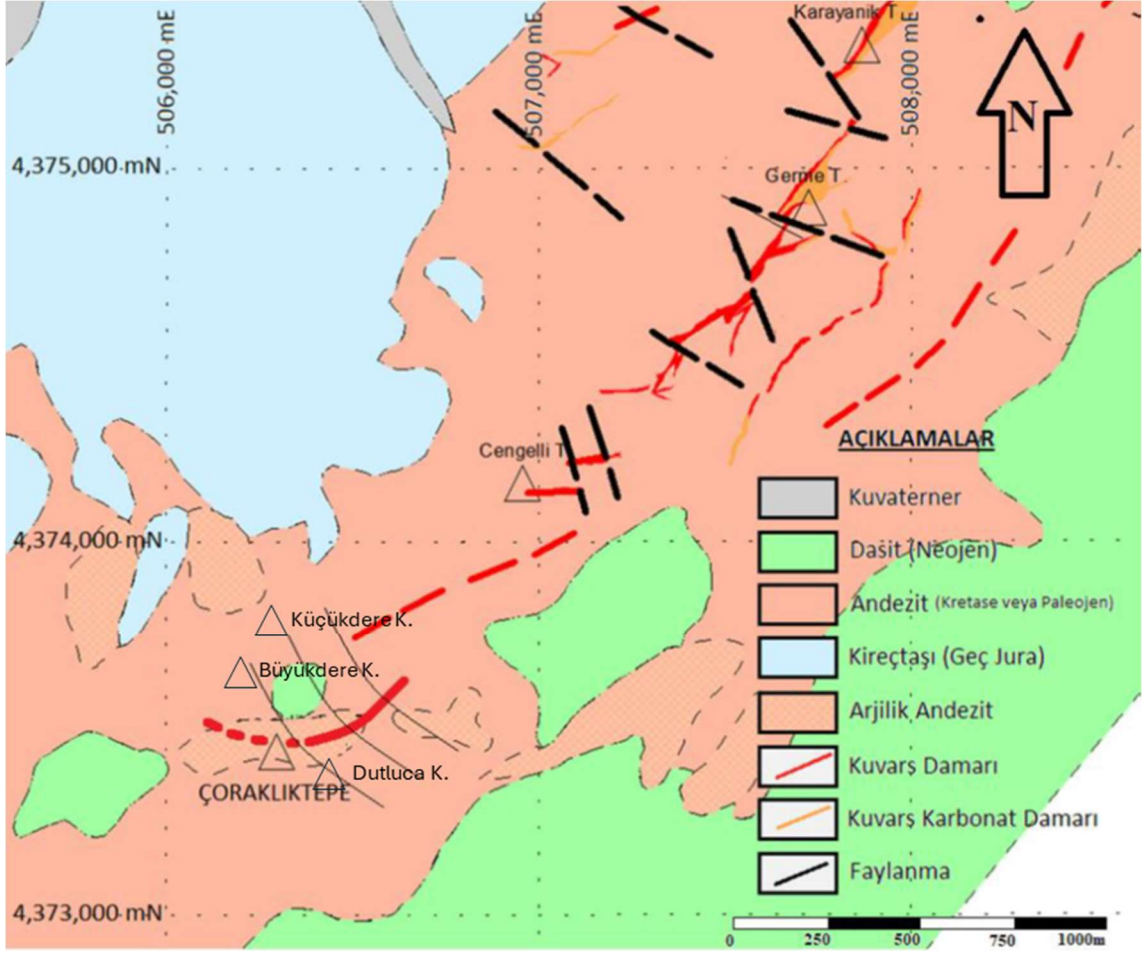 506,000 mE
507,000 mE
508,000 mE
Karayanik T.
N
4,375,000 mN
Germe T.
Cengelli T.
AÇIKLAMALAR
Kuvaterner
Dasit (Neojen)
Andezit (Kretase veya Paleojen)
Kireçtaşı (Geç Jura)
Arjilik Andezit
Kuvarş Damarı
Kuvarş Karbonat Damarı
Faylanma
4,374,000 mN
Küçükdere K.
Büyükdere K.
Dutluca K.
ÇORAKLIKTEPE
4,373,000 mN
0 250 500 750 1000m